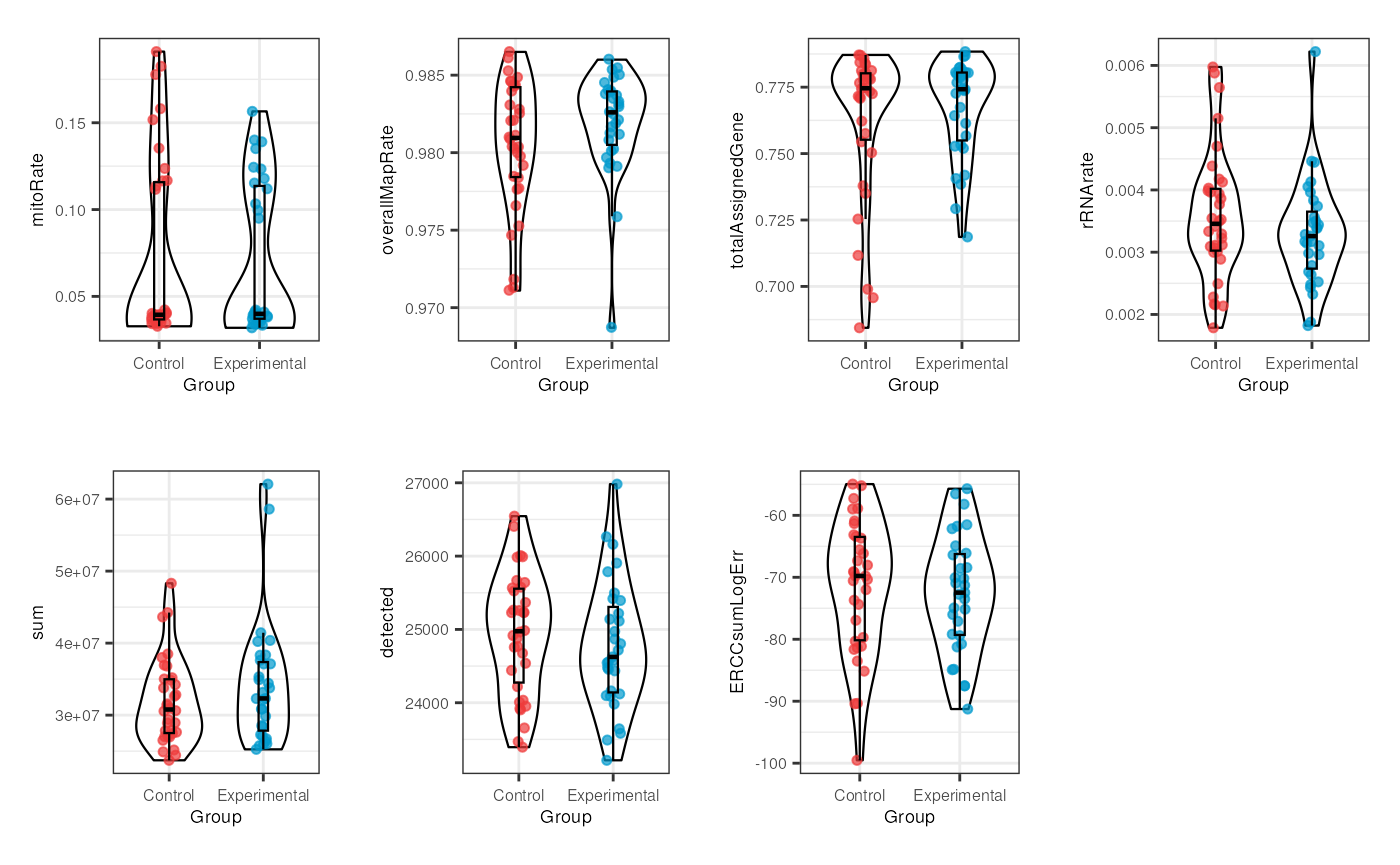 mitoRate
0.15
0.10
0.05
Control
Experimental
Group
overallMapRate
0.985
0.980
0.975
0.970
Control
Experimental
Group
totalAssignedGene
0.775
0.750
0.725
0.700
Control
Experimental
Group
rRNArate
0.006
0.005
0.004
0.003
0.002
Control
Experimental
Group
sum
6e+07
5e+07
4e+07
3e+07
Control
Experimental
Group
detected
27000
26000
25000
24000
Control
Experimental
Group
ERCCsumLogErr
-60
-70
-80
-90
-100
Control
Experimental
Group